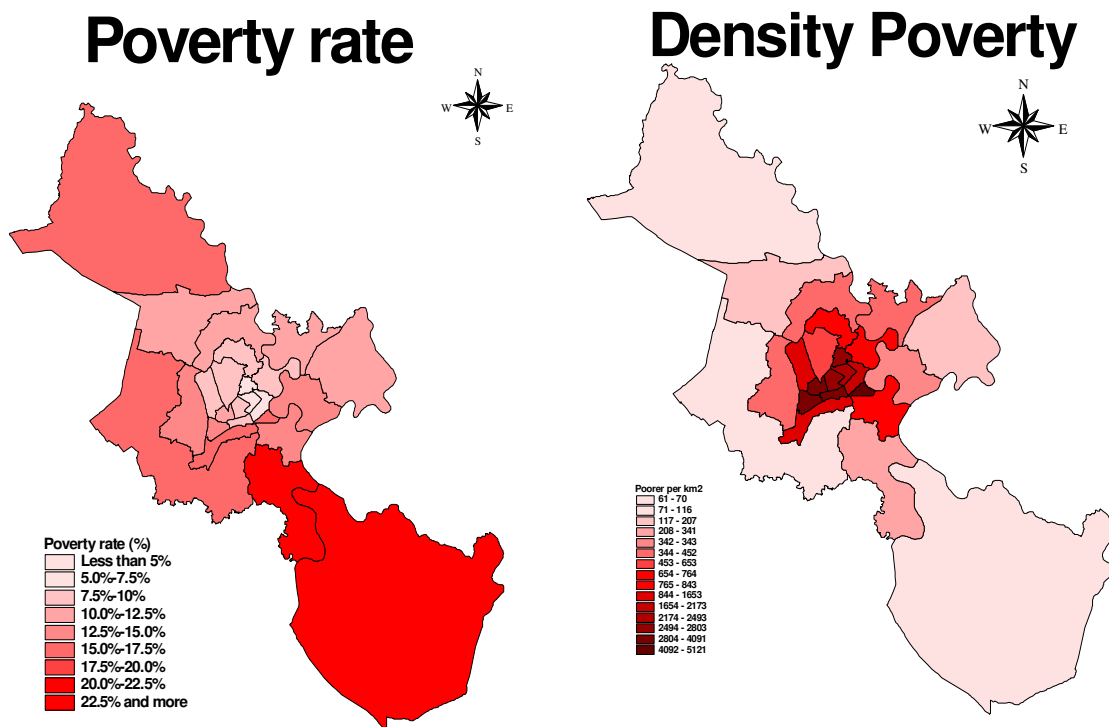 Poverty rate
N
W E
S
Poverty rate (%)
Less than 5%
5.0%-7.5%
7.5%-10%
10.0%-12.5%
12.5%-15.0%
15.0%-17.5%
17.5%-20.0%
20.0%-22.5%
22.5% and more
Density Poverty
N
W E
S
Poorer per km2
61 - 70
71 - 116
117 - 207
208 - 341
342 - 343
344 - 452
453 - 653
654 - 764
765 - 843
844 - 1653
1654 - 2173
2174 - 2493
2494 - 2803
2804 - 4091
4092 - 5121